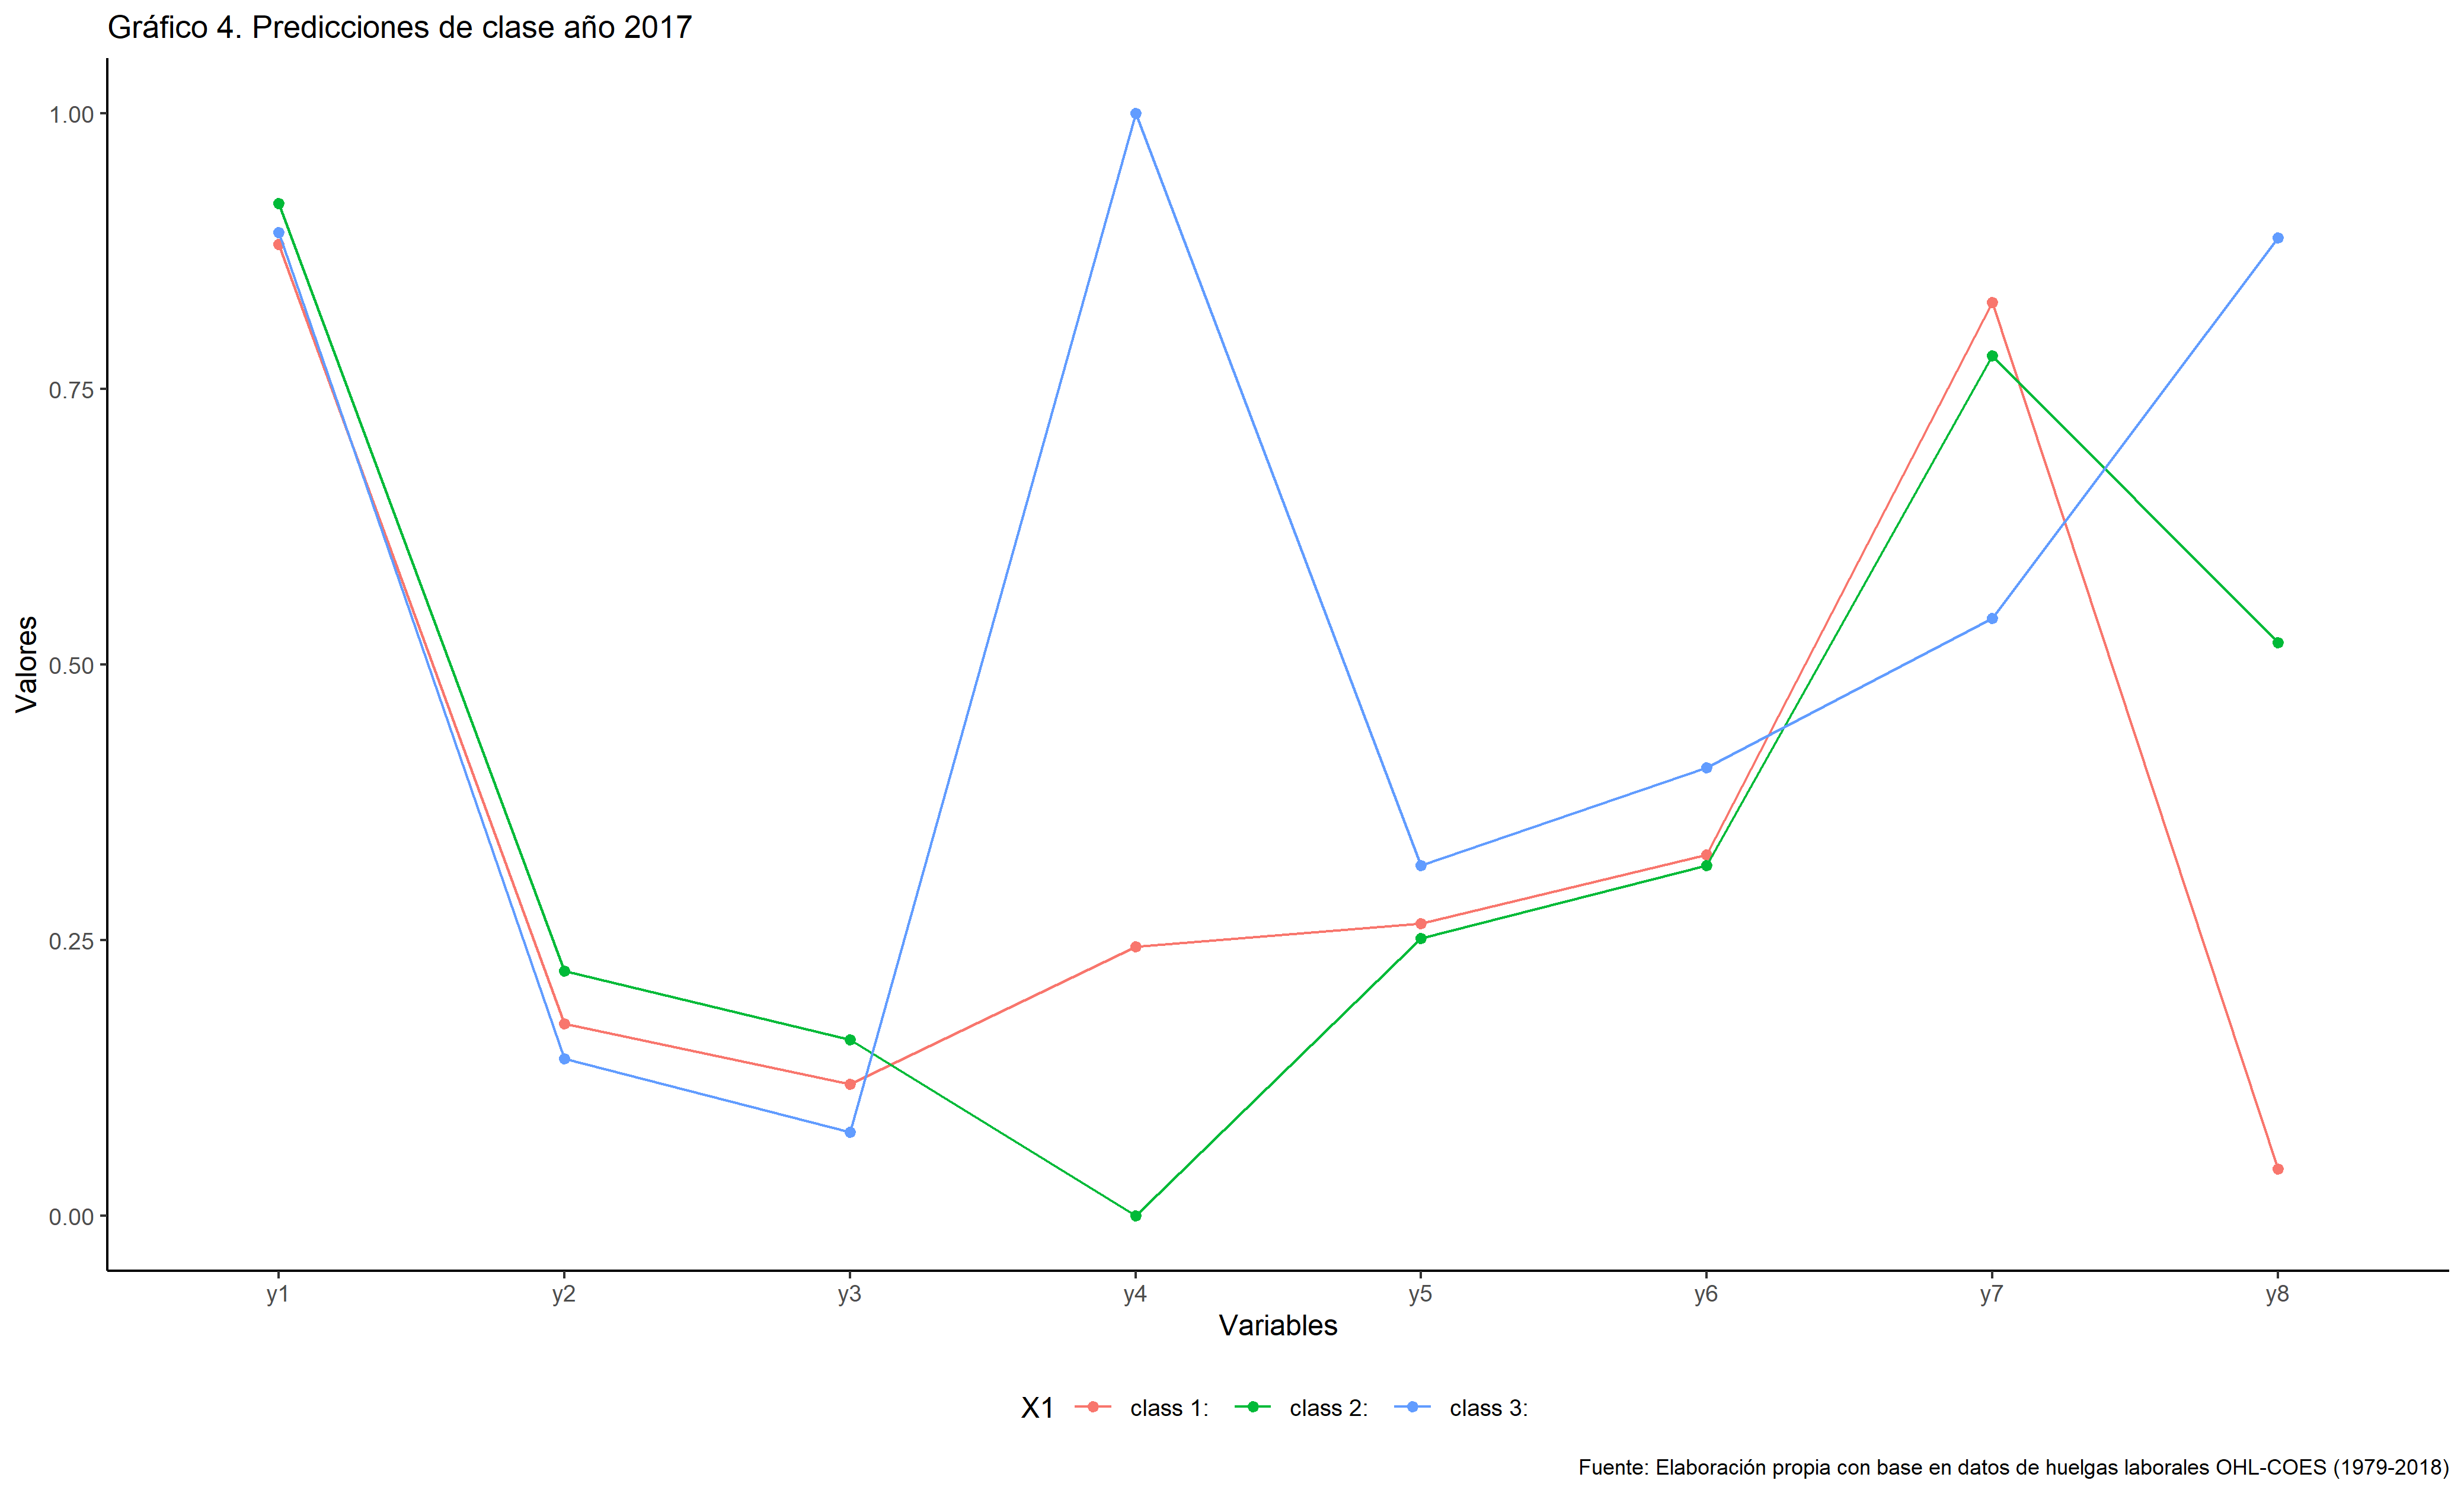 Gráfico 4. Predicciones de clase año 2017
Valores
1.00
0.75
0.50
0.25
0.00
y1 y2 y3 y4 y5 y6 y7 y8
Variables
X1 class 1: class 2: class 3:
Fuente: Elaboración propia con base en datos de huelgas laborales OHL-COES (1979-2018)